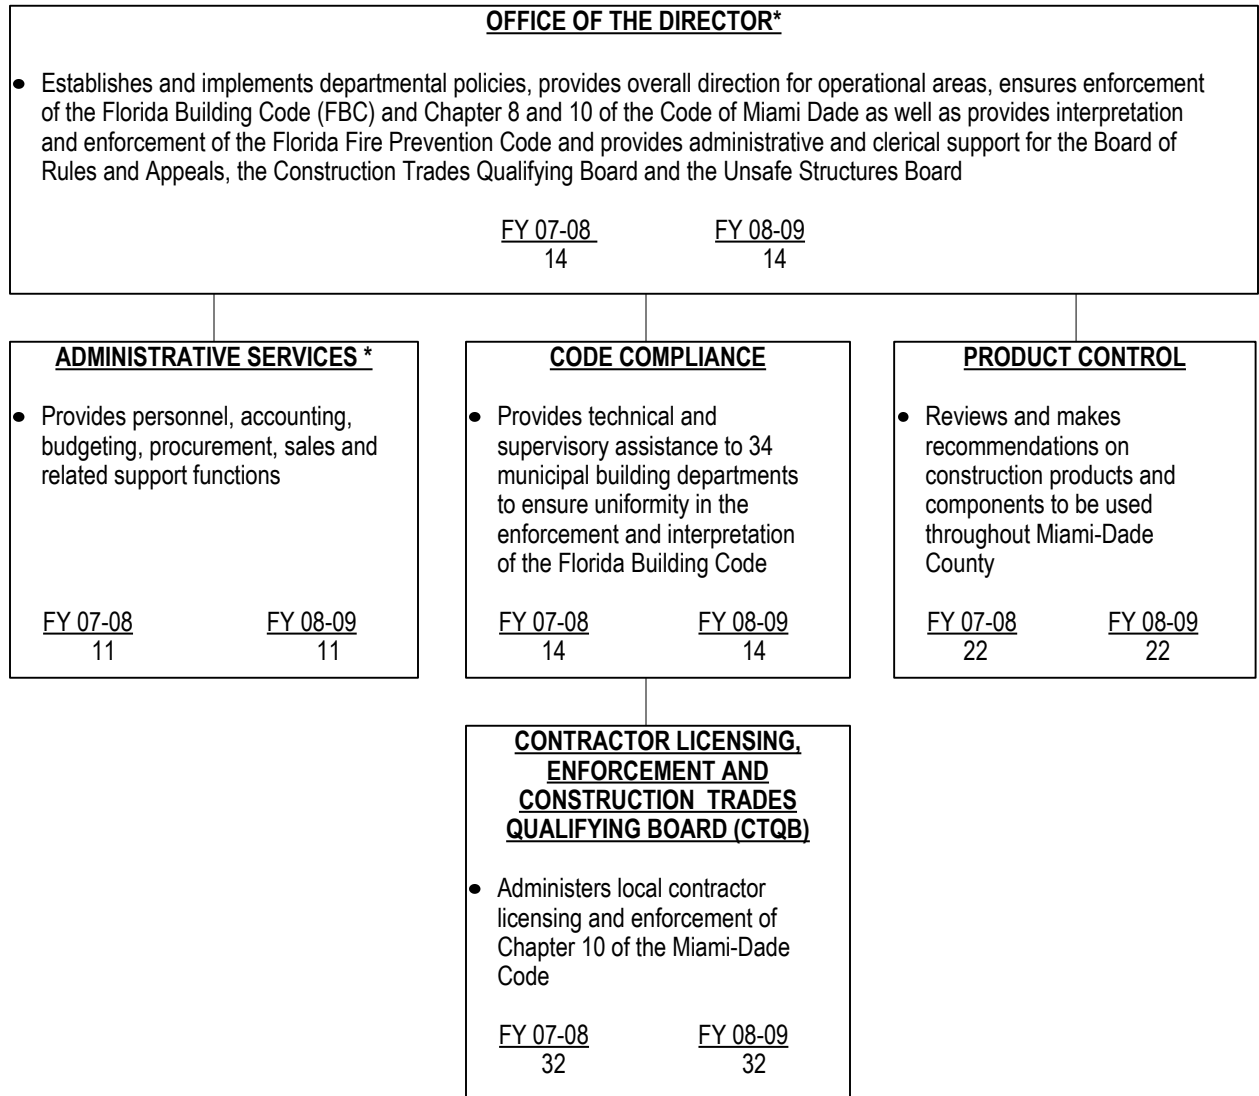 OFFICE OF THE DIRECTOR*
● Establishes and implements departmental policies, provides overall direction for operational areas, ensures enforcement
of the Florida Building Code (FBC) and Chapter 8 and 10 of the Code of Miami Dade as well as provides interpretation
and enforcement of the Florida Fire Prevention Code and provides administrative and clerical support for the Board of
Rules and Appeals, the Construction Trades Qualifying Board and the Unsafe Structures Board
FY 07-08 FY 08-09
14 14
ADMINISTRATIVE SERVICES *
● Provides personnel, accounting,
budgeting, procurement, sales and
related support functions
FY 07-08 FY 08-09
11 11
CODE COMPLIANCE
● Provides technical and
supervisory assistance to 34
municipal building departments
to ensure uniformity in the
enforcement and interpretation
of the Florida Building Code
FY 07-08 FY 08-09
14 14
PRODUCT CONTROL
● Reviews and makes
recommendations on
construction products and
components to be used
throughout Miami-Dade
County
FY 07-08 FY 08-09
22 22
CONTRACTOR LICENSING,
ENFORCEMENT AND
CONSTRUCTION TRADES
QUALIFYING BOARD (CTQB)
● Administers local contractor
licensing and enforcement of
Chapter 10 of the Miami-Dade
Code
FY 07-08 FY 08-09
32 32